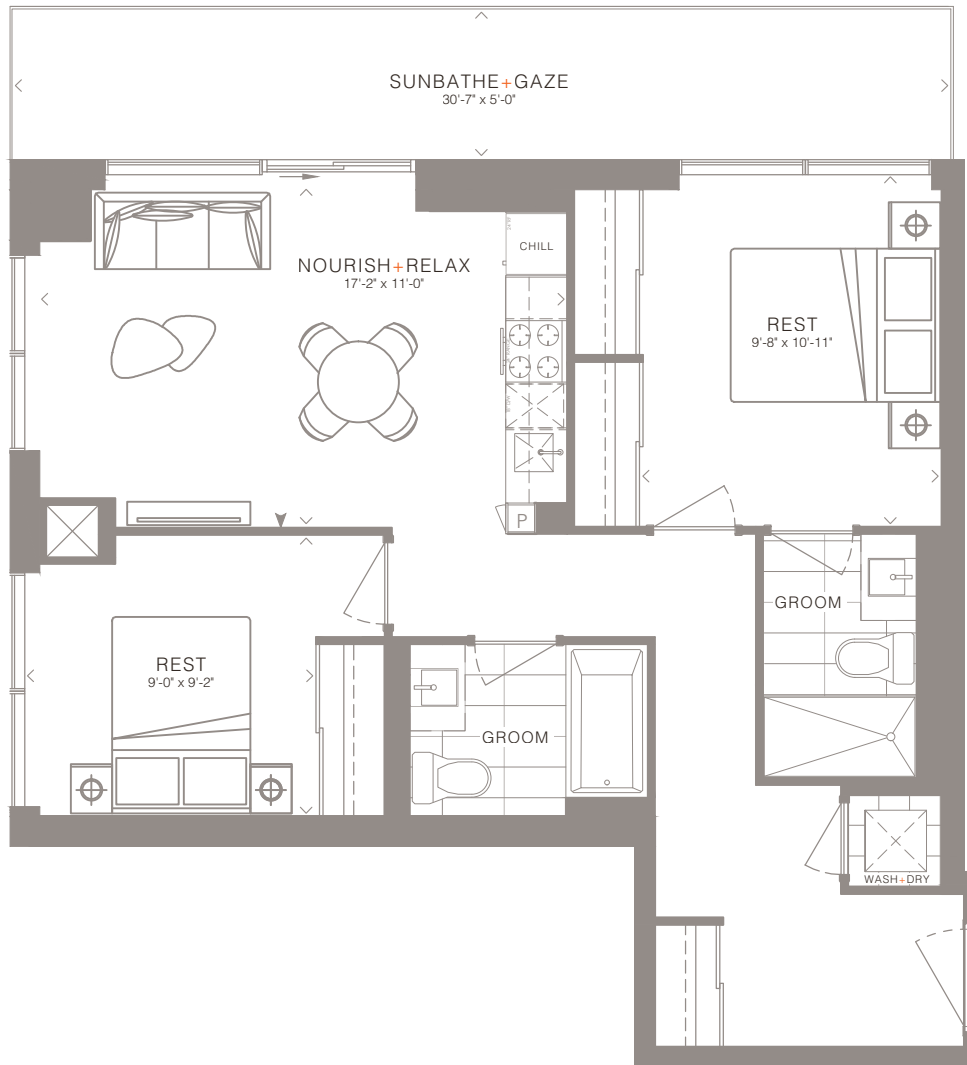 SUNBATHE+GAZE
30'-7" x 5'-0"
CHILL
NOURISH+RELAX
17'-2" x 11'-0"
REST
9'-8" x 10'-11"
P
GROOM
REST
9'-0" x 9'-2"
GROOM
WASH+DRY